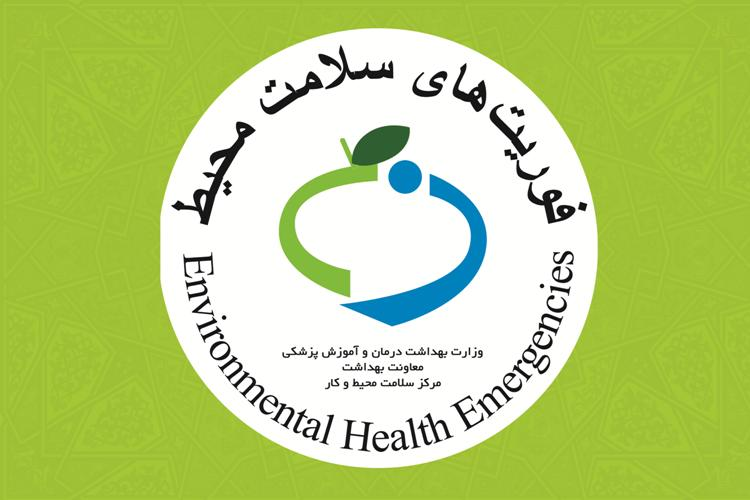 فوریت‌های سلامت محیط
وزارت بهداشت درمان و آموزش پزشکی
معاونت بهداشت
مرکز سلامت محیط و کار
Environmental Health Emergencies